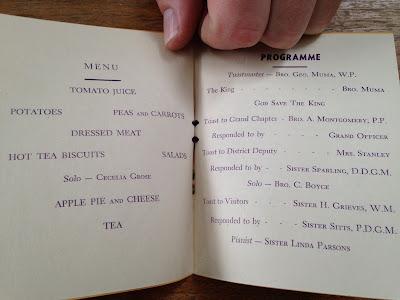 MENU
TOMATO JUICE
POTATOES PEAS AND CARROTS
DRESSED MEAT
HOT TEA BISCUITS SALADS
Solo — CECELIA GROSE
APPLE PIE AND CHEESE
TEA
PROGRAMME
Toastmaster — BRO. GEO. MUMA, W.P.
The King - - - - - - BRO. MUMA
GOD SAVE THE KING
Toast to Grand Chapter - BRO. A. MONTGOMERY, P.P.
Responded to by - - - GRAND OFFICER
Toast to District Deputy - - MRS. STANLEY
Responded to by - - SISTER SPARLING, D.D.G.M.
Solo — BRO. C. BOYCE
Toast to Visitors - - SISTER H. GRIEVES, W.M.
Responded to by - - SISTER SITTS, P.D.G.M.
Pianist — SISTER LINDA PARSONS